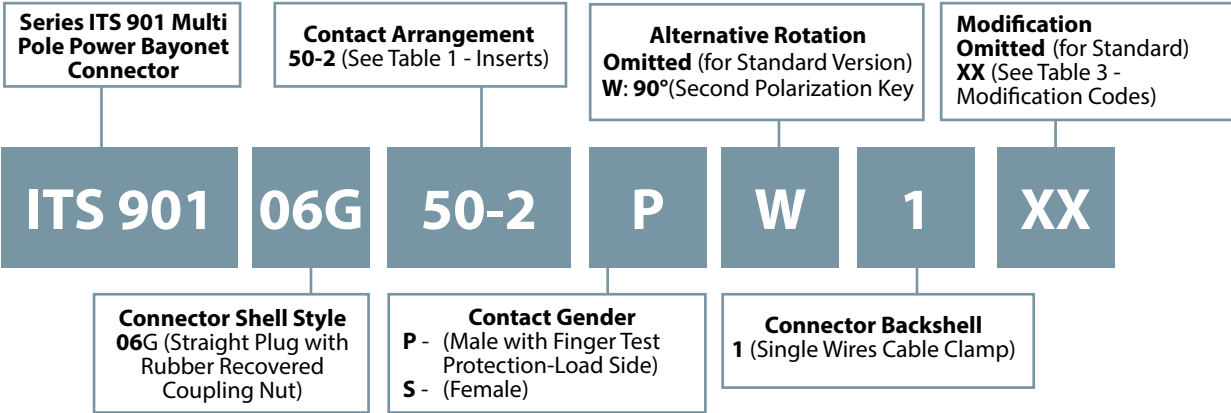 Series ITS 901 Multi
Pole Power Bayonet
Connector
Contact Arrangement
50-2 (See Table 1 - Inserts)
Alternative Rotation
Omitted (for Standard Version)
W: 90°(Second Polarization Key
Modification
Omitted (for Standard)
XX (See Table 3 -
Modification Codes)
ITS 901 06G 50-2 P W 1 XX
Connector Shell Style
06G (Straight Plug with
Rubber Recovered
Coupling Nut)
Contact Gender
P - (Male with Finger Test
Protection-Load Side)
S - (Female)
Connector Backshell
1 (Single Wires Cable Clamp)